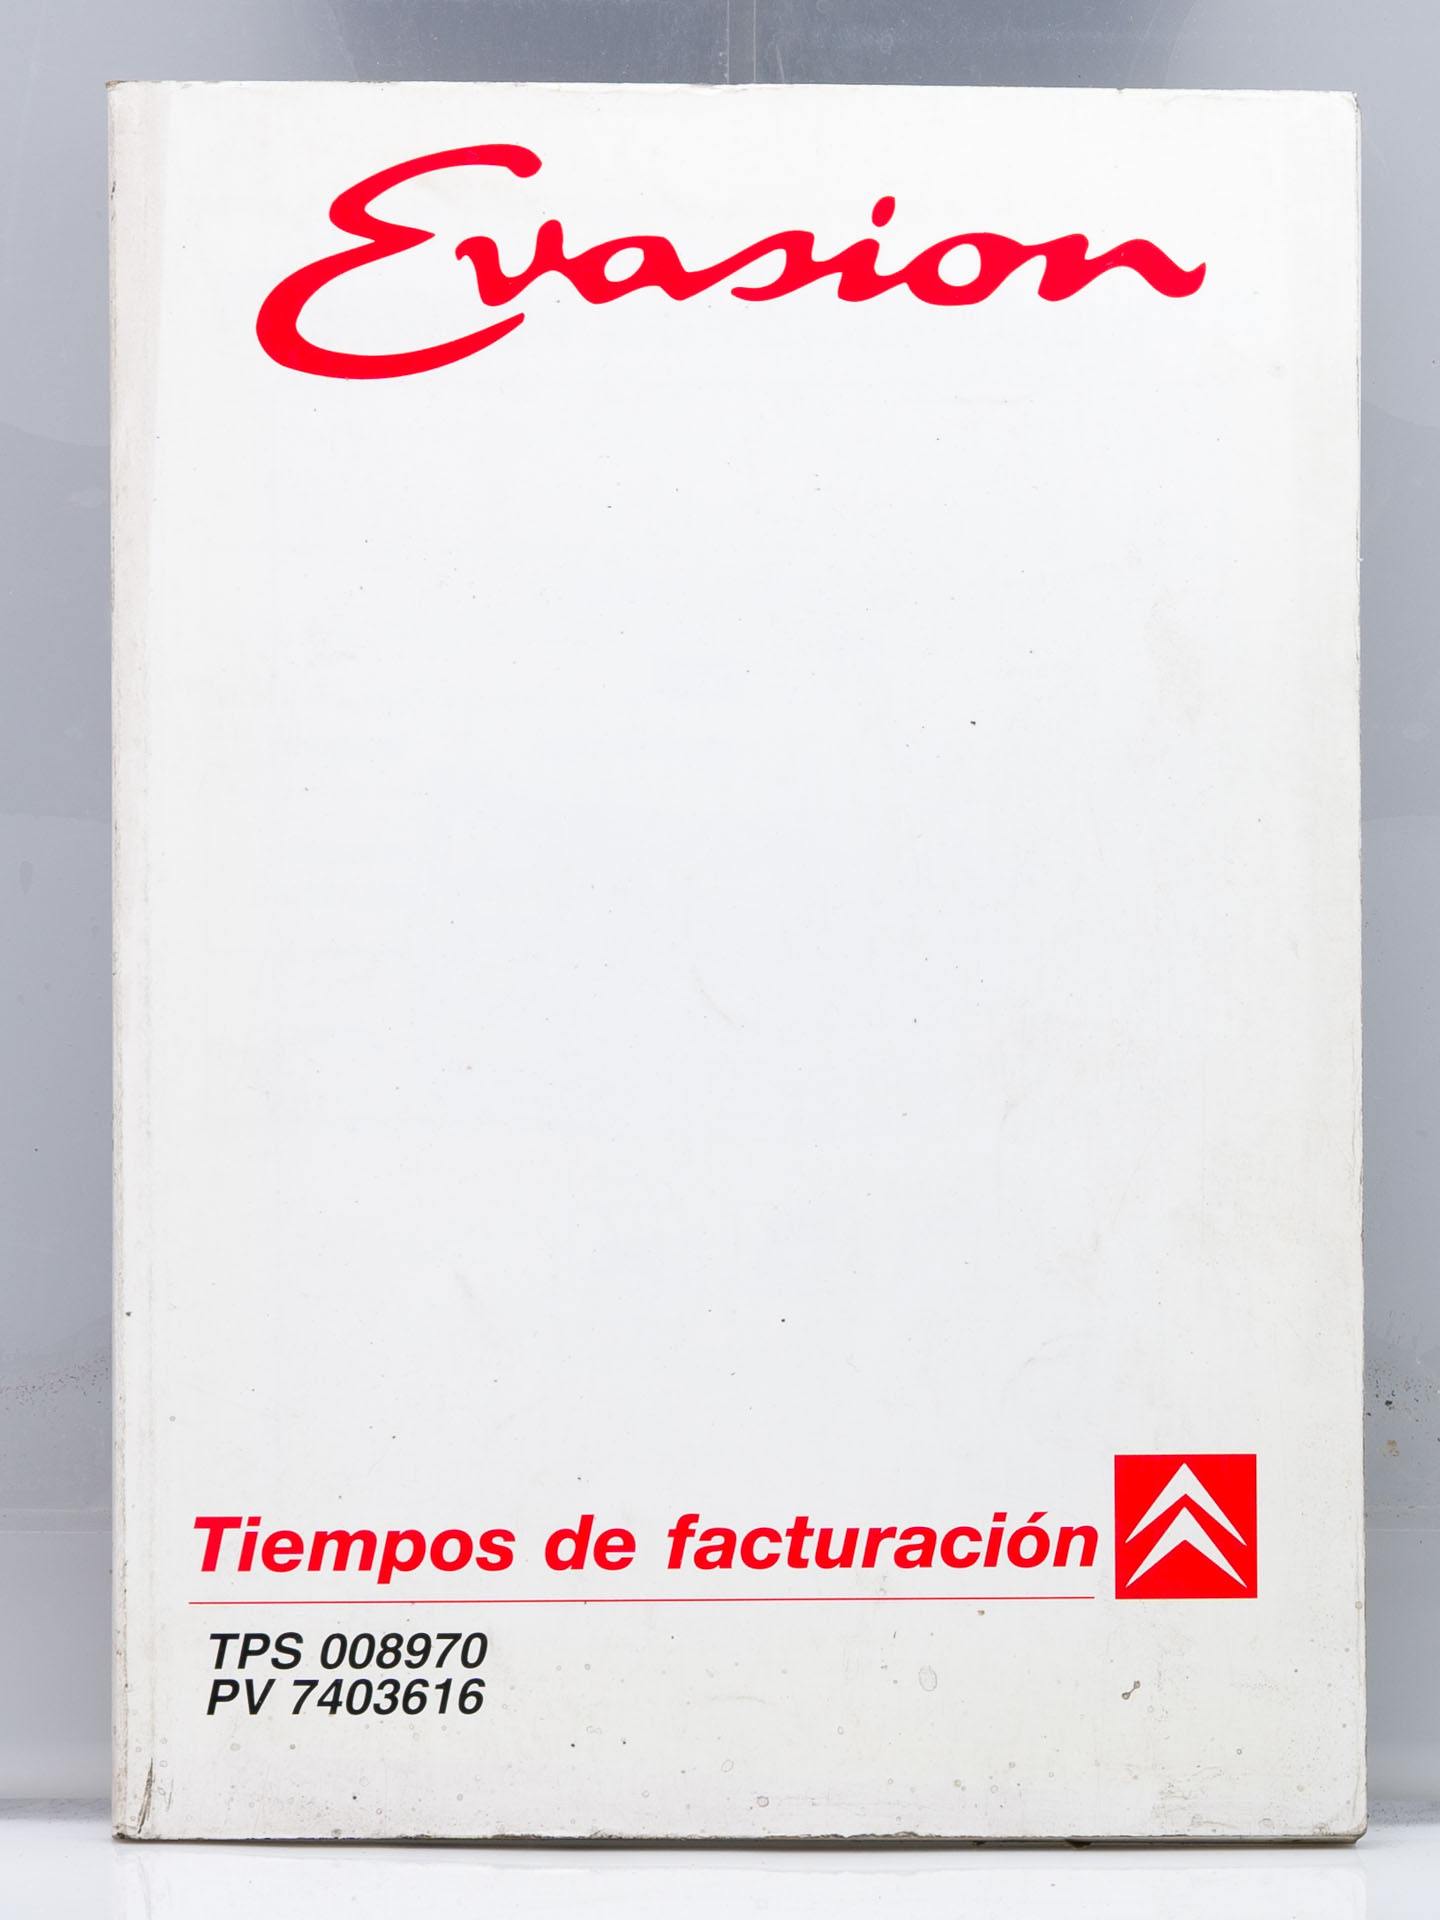 Evasion
Tiempos de facturación
TPS 008970
PV 7403616